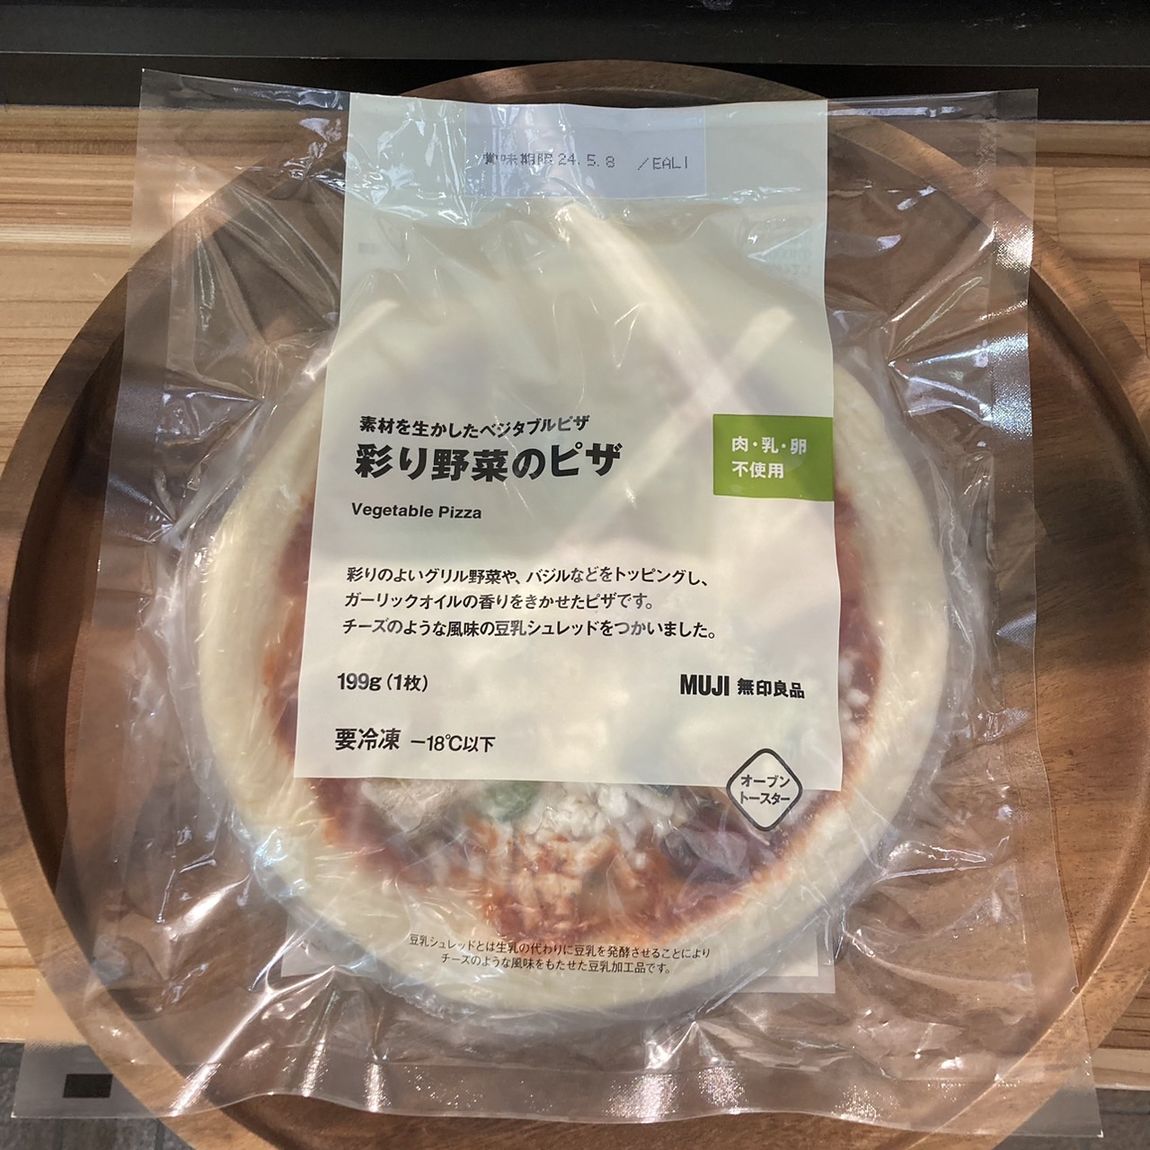 賞味期限 24.5.8 /EAL1
素材を生かしたベジタブルピザ
彩り野菜のピザ
肉・乳・卵
不使用
Vegetable Pizza
彩りのよいグリル野菜や、バジルなどをトッピングし、
ガーリックオイルの香りをきかせたピザです。
チーズのような風味の豆乳シュレッドをつかいました。
199g(1枚)
MUJI 無印良品
要冷凍 −18℃以下
オーブン
トースター
豆乳シュレッドとは生乳の代わりに豆乳を発酵させることにより
チーズのような風味をもたせた豆乳加工品です。